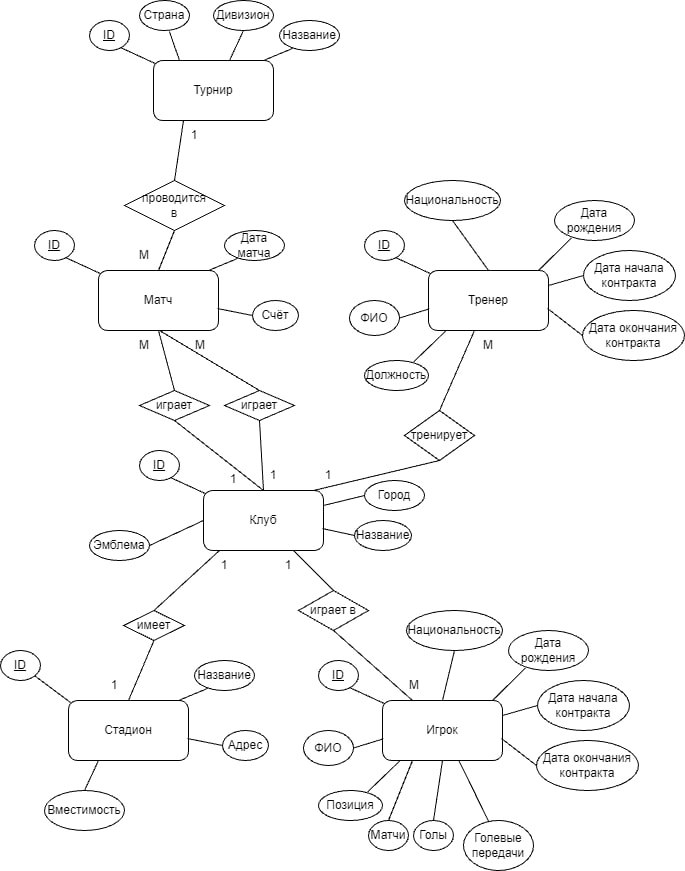 Страна
Дивизион
ID
Название
Турнир
1
проводится
в
М
ID
Дата
матча
Матч
Счёт
М
М
играет
играет
1
1
Национальность
Дата
рождения
ID
Дата начала
контракта
Тренер
ФИО
Дата окончания
контракта
М
Должность
тренирует
1
ID
Город
Клуб
Эмблема
Название
1
1
имеет
играет в
ID
Название
1
Стадион
Адрес
Вместимость
Национальность
Дата
рождения
ID
М
Дата начала
контракта
Игрок
ФИО
Дата окончания
контракта
Позиция
Матчи
Голы
Голевые
передачи